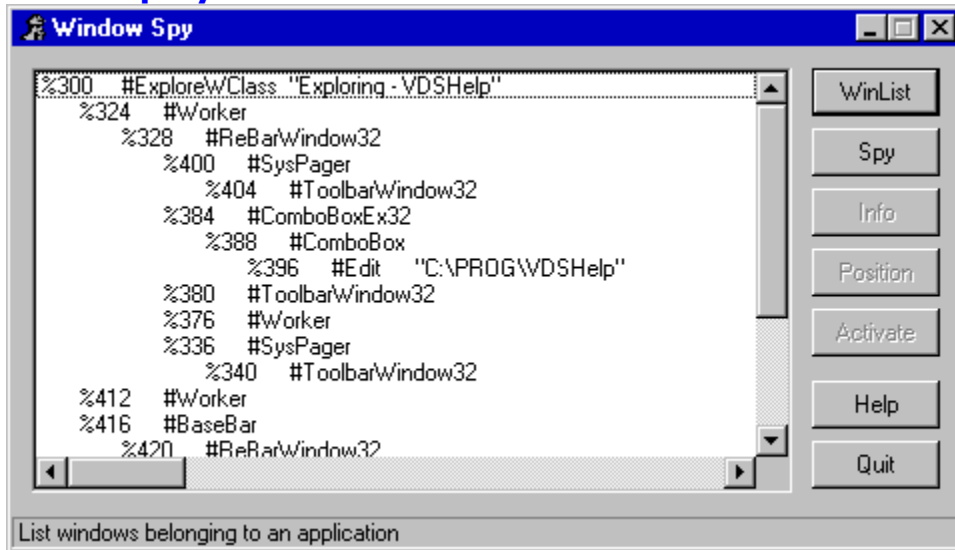 Window Spy
%300 #ExploreWClass "Exploring - VDSHelp"
%324 #Worker
%328 #ReBarWindow32
%400 #SysPager
%404 #ToolbarWindow32
%384 #ComboBoxEx32
%388 #ComboBox
%396 #Edit "C:\PROG\VDSHelp"
%380 #ToolbarWindow32
%376 #Worker
%336 #SysPager
%340 #ToolbarWindow32
%412 #Worker
%416 #BaseBar
%420 #ReBarWindow32
WinList
Spy
Info
Position
Activate
Help
Quit
List windows belonging to an application